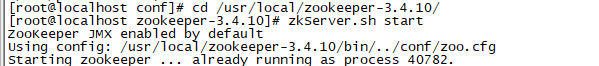 [root@localhost conf]# cd /usr/local/zookeeper-3.4.10/
[root@localhost zookeeper-3.4.10]# zkServer.sh start
ZooKeeper JMX enabled by default
Using config: /usr/local/zookeeper-3.4.10/bin/../conf/zoo.cfg
Starting zookeeper ... already running as process 40782.